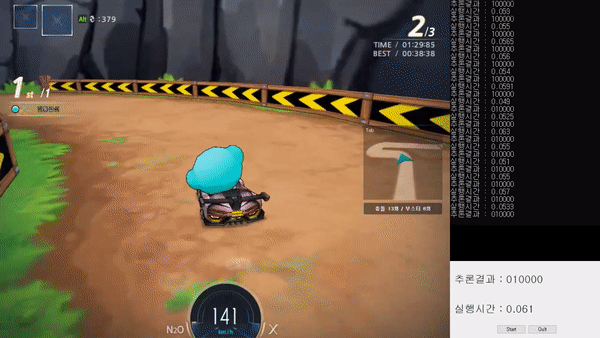 Alt
: 379
2/3
TIME / 01:29:85
BEST / 00:38:38
1st /1
Tab
141
km/h
N2O
X
추론결과 : 100000
실행시간 : 0.059
추론결과 : 100000
실행시간 : 0.055
추론결과 : 100000
실행시간 : 0.0565
추론결과 : 100000
실행시간 : 0.056
추론결과 : 100000
실행시간 : 0.054
추론결과 : 100000
실행시간 : 0.0591
추론결과 : 100000
실행시간 : 0.049
추론결과 : 010000
실행시간 : 0.0525
추론결과 : 010000
실행시간 : 0.063
추론결과 : 010000
실행시간 : 0.055
추론결과 : 010000
실행시간 : 0.051
추론결과 : 010000
실행시간 : 0.055
추론결과 : 010000
실행시간 : 0.057
추론결과 : 010000
실행시간 : 0.0533
추론결과 : 010000
추론결과 : 010000
실행시간 : 0.061
Start
Quit